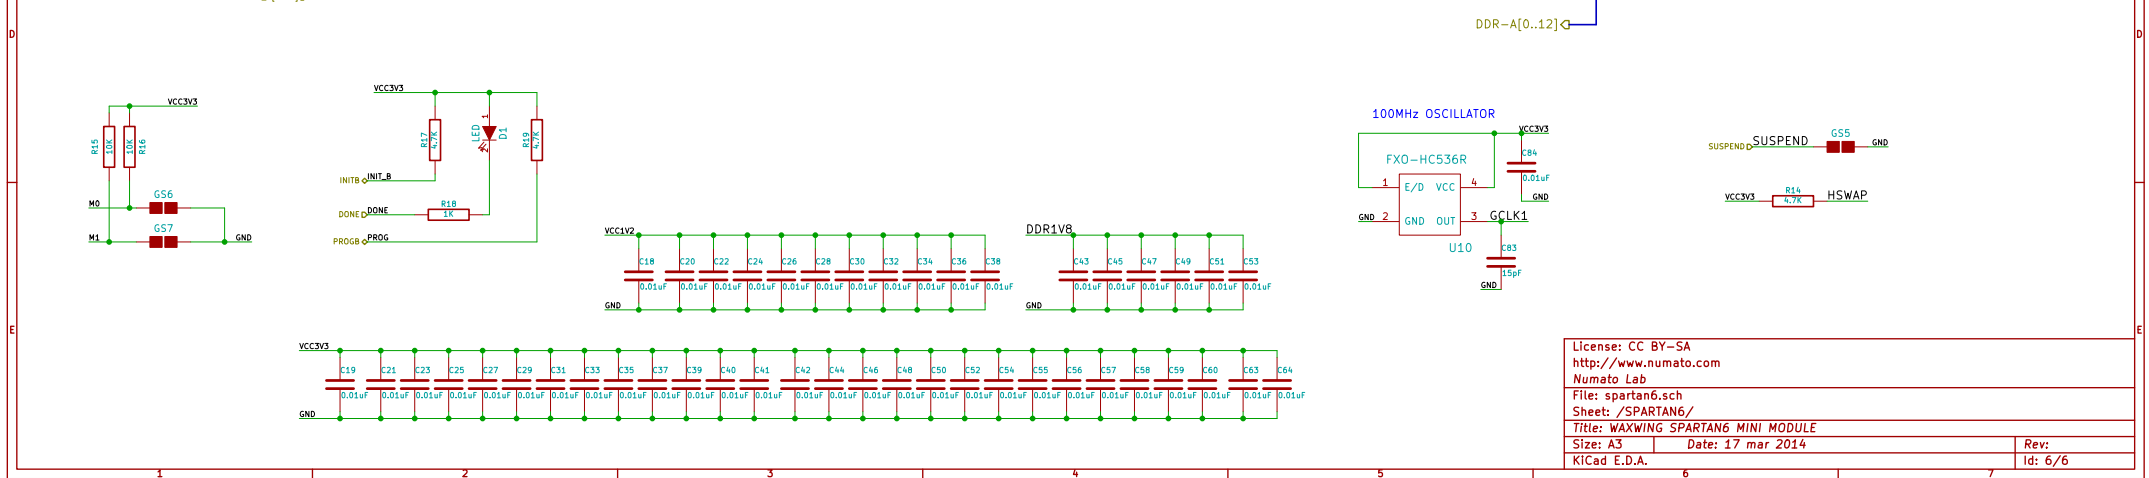 DDR-A[0..12]
D
D
VCC3V3
R15
10K
10K
R16
M0
GS6
M1
GS7
GND
VCC3V3
R17
4.7K
LED
1
2
D1
R19
4.7K
INITB
INIT_B
DONE
DONE
R18
1K
PROGB
PROG
100MHz OSCILLATOR
VCC3V3
FXO-HC536R
C84
0.01uF
GND
1
E/D
VCC
4
GND
2
GND
OUT
3
GCLK1
U10
C83
15pF
GND
SUSPEND
SUSPEND
GS5
GND
VCC3V3
R14
4.7K
HSWAP
VCC1V2
C18 C20 C22 C24 C26 C28 C30 C32 C34 C36 C38
0.01uF 0.01uF 0.01uF 0.01uF 0.01uF 0.01uF 0.01uF 0.01uF 0.01uF 0.01uF 0.01uF
GND
DDR1V8
C43 C45 C47 C49 C51 C53
0.01uF 0.01uF 0.01uF 0.01uF 0.01uF 0.01uF
GND
E
E
VCC3V3
C19 C21 C23 C25 C27 C29 C31 C33 C35 C37 C39 C40 C41 C42 C44 C46 C48 C50 C52 C54 C55 C56 C57 C58 C59 C60 C63 C64
0.01uF 0.01uF 0.01uF 0.01uF 0.01uF 0.01uF 0.01uF 0.01uF 0.01uF 0.01uF 0.01uF 0.01uF 0.01uF 0.01uF 0.01uF 0.01uF 0.01uF 0.01uF 0.01uF 0.01uF 0.01uF 0.01uF 0.01uF 0.01uF 0.01uF 0.01uF 0.01uF 0.01uF
GND
License: CC BY-SA
http://www.numato.com
Numato Lab
File: spartan6.sch
Sheet: /SPARTAN6/
Title: WAXWING SPARTAN6 MINI MODULE
Size: A3 Date: 17 mar 2014 Rev:
KiCad E.D.A. Id: 6/6
1 2 3 4 5 6 7